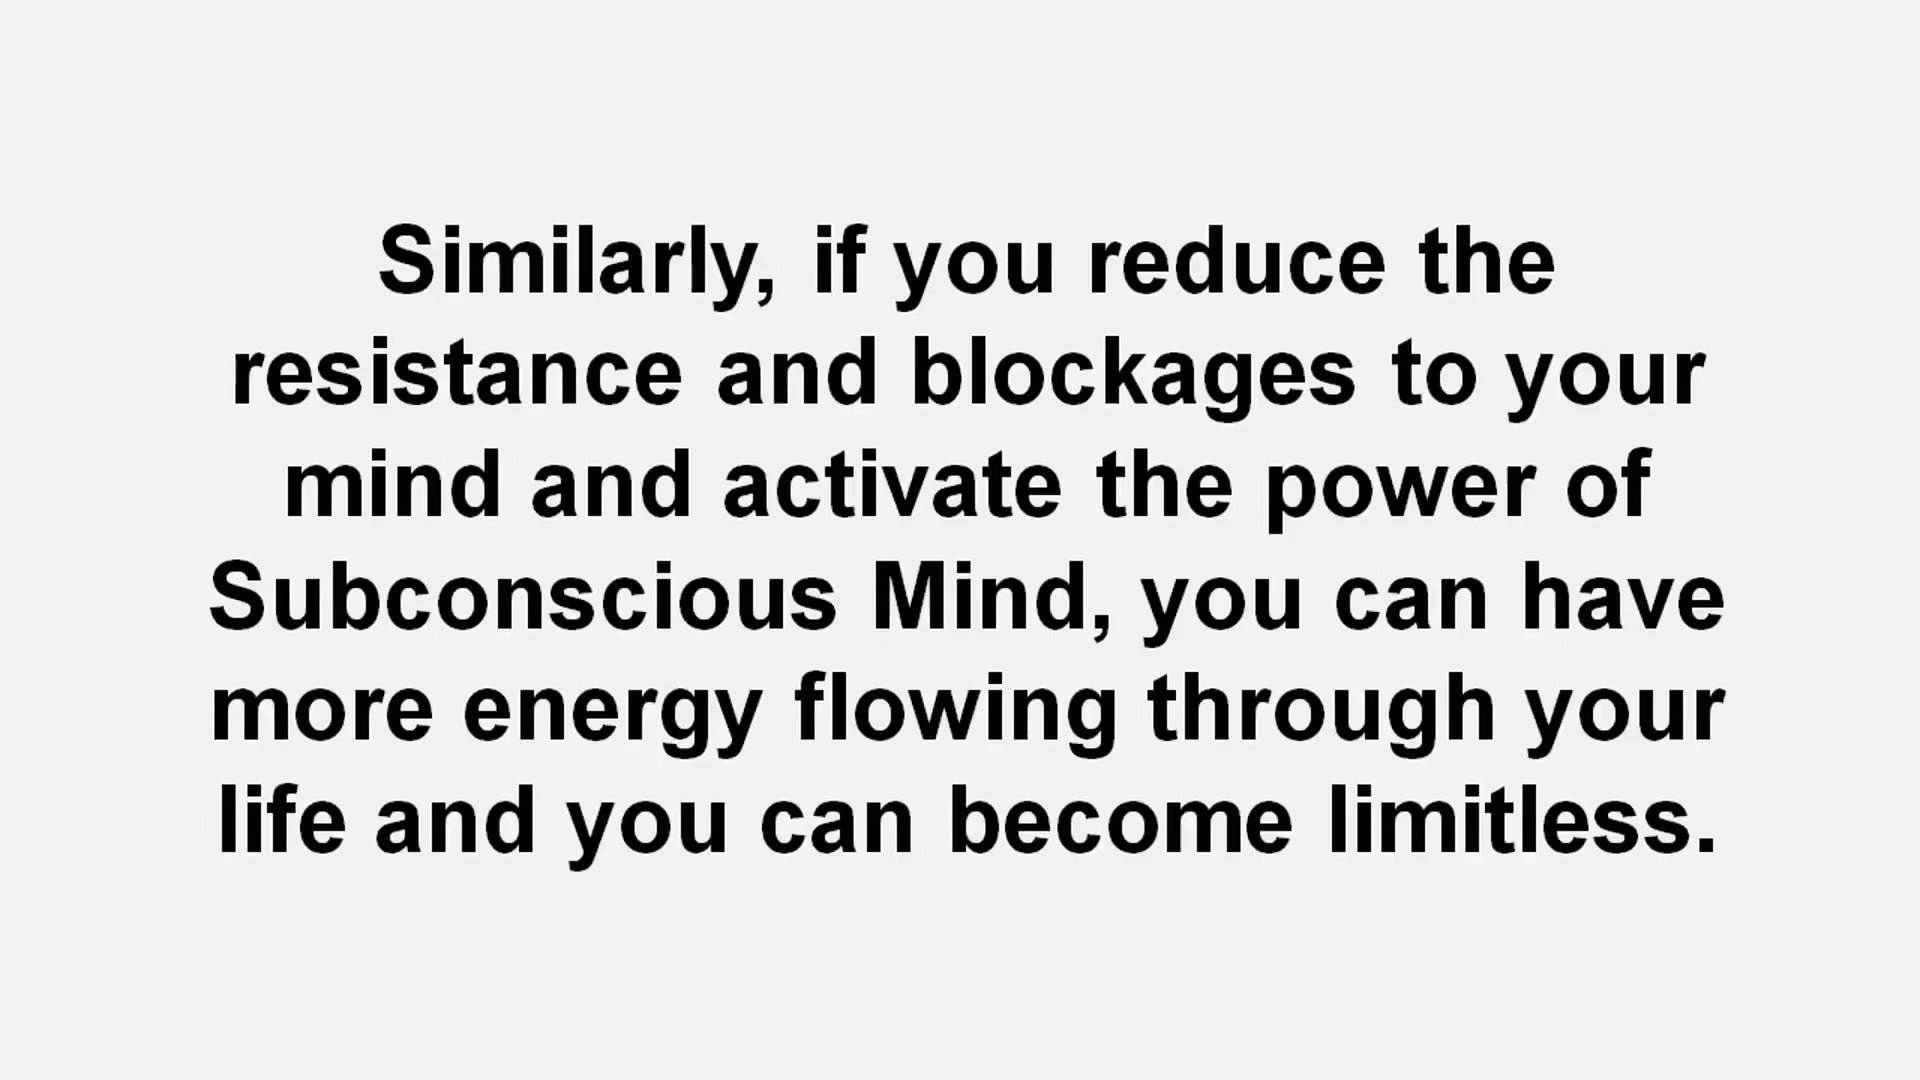 Similarly, if you reduce the
resistance and blockages to your
mind and activate the power of
Subconscious Mind, you can have
more energy flowing through your
life and you can become limitless.